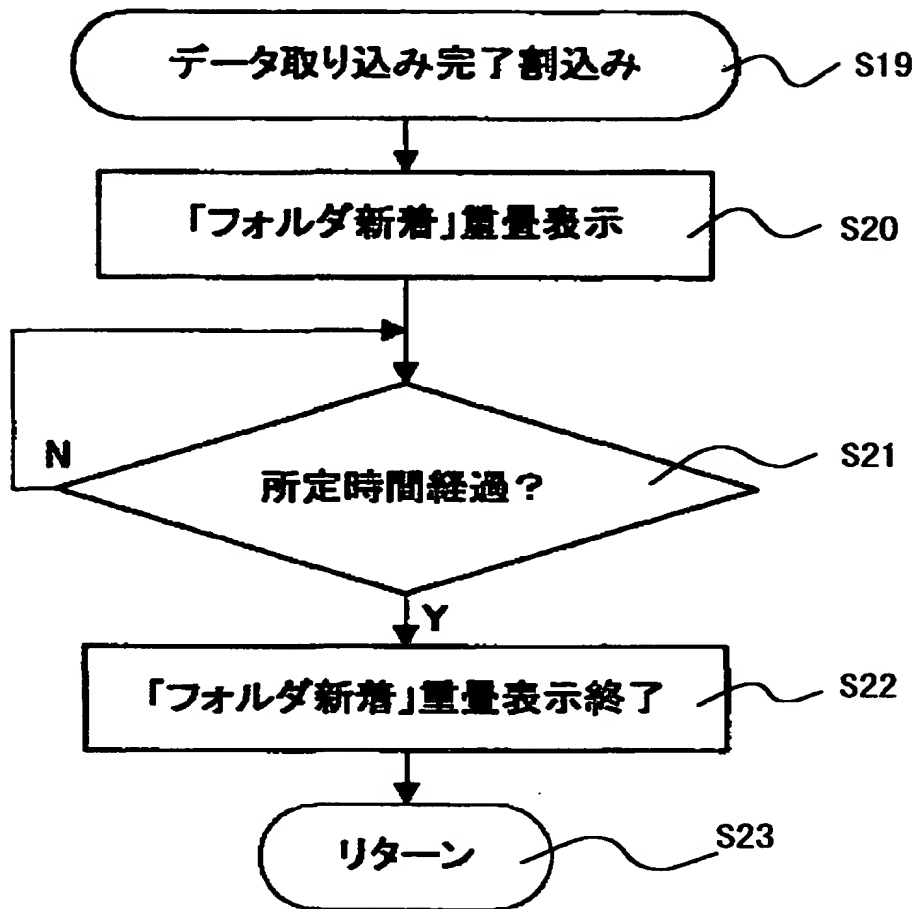 データ取り込み完了割込み
S19
「フォルダ新着」重畳表示
S20
N
所定時間経過？
S21
Y
「フォルダ新着」重畳表示終了
S22
リターン
S23